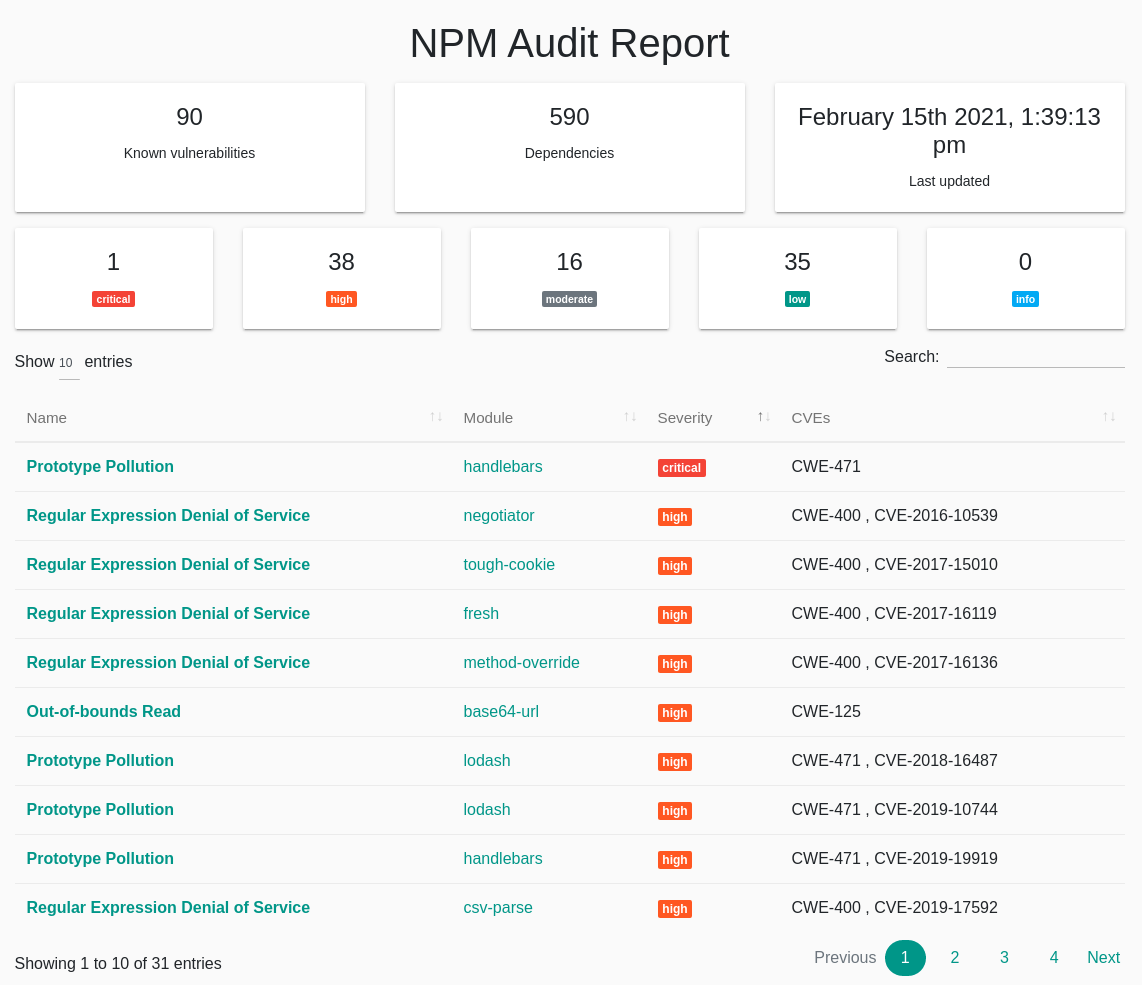 NPM Audit Report
90
Known vulnerabilities
590
Dependencies
February 15th 2021, 1:39:13
pm
Last updated
1
critical
38
high
16
moderate
35
low
0
info
Show 10 entries
Search:
Name ↑↓ Module ↑↓ Severity ↑↓ CVEs ↑↓
Prototype Pollution handlebars critical CWE-471
Regular Expression Denial of Service negotiator high CWE-400 , CVE-2016-10539
Regular Expression Denial of Service tough-cookie high CWE-400 , CVE-2017-15010
Regular Expression Denial of Service fresh high CWE-400 , CVE-2017-16119
Regular Expression Denial of Service method-override high CWE-400 , CVE-2017-16136
Out-of-bounds Read base64-url high CWE-125
Prototype Pollution lodash high CWE-471 , CVE-2018-16487
Prototype Pollution lodash high CWE-471 , CVE-2019-10744
Prototype Pollution handlebars high CWE-471 , CVE-2019-19919
Regular Expression Denial of Service csv-parse high CWE-400 , CVE-2019-17592
Showing 1 to 10 of 31 entries
Previous 1 2 3 4 Next